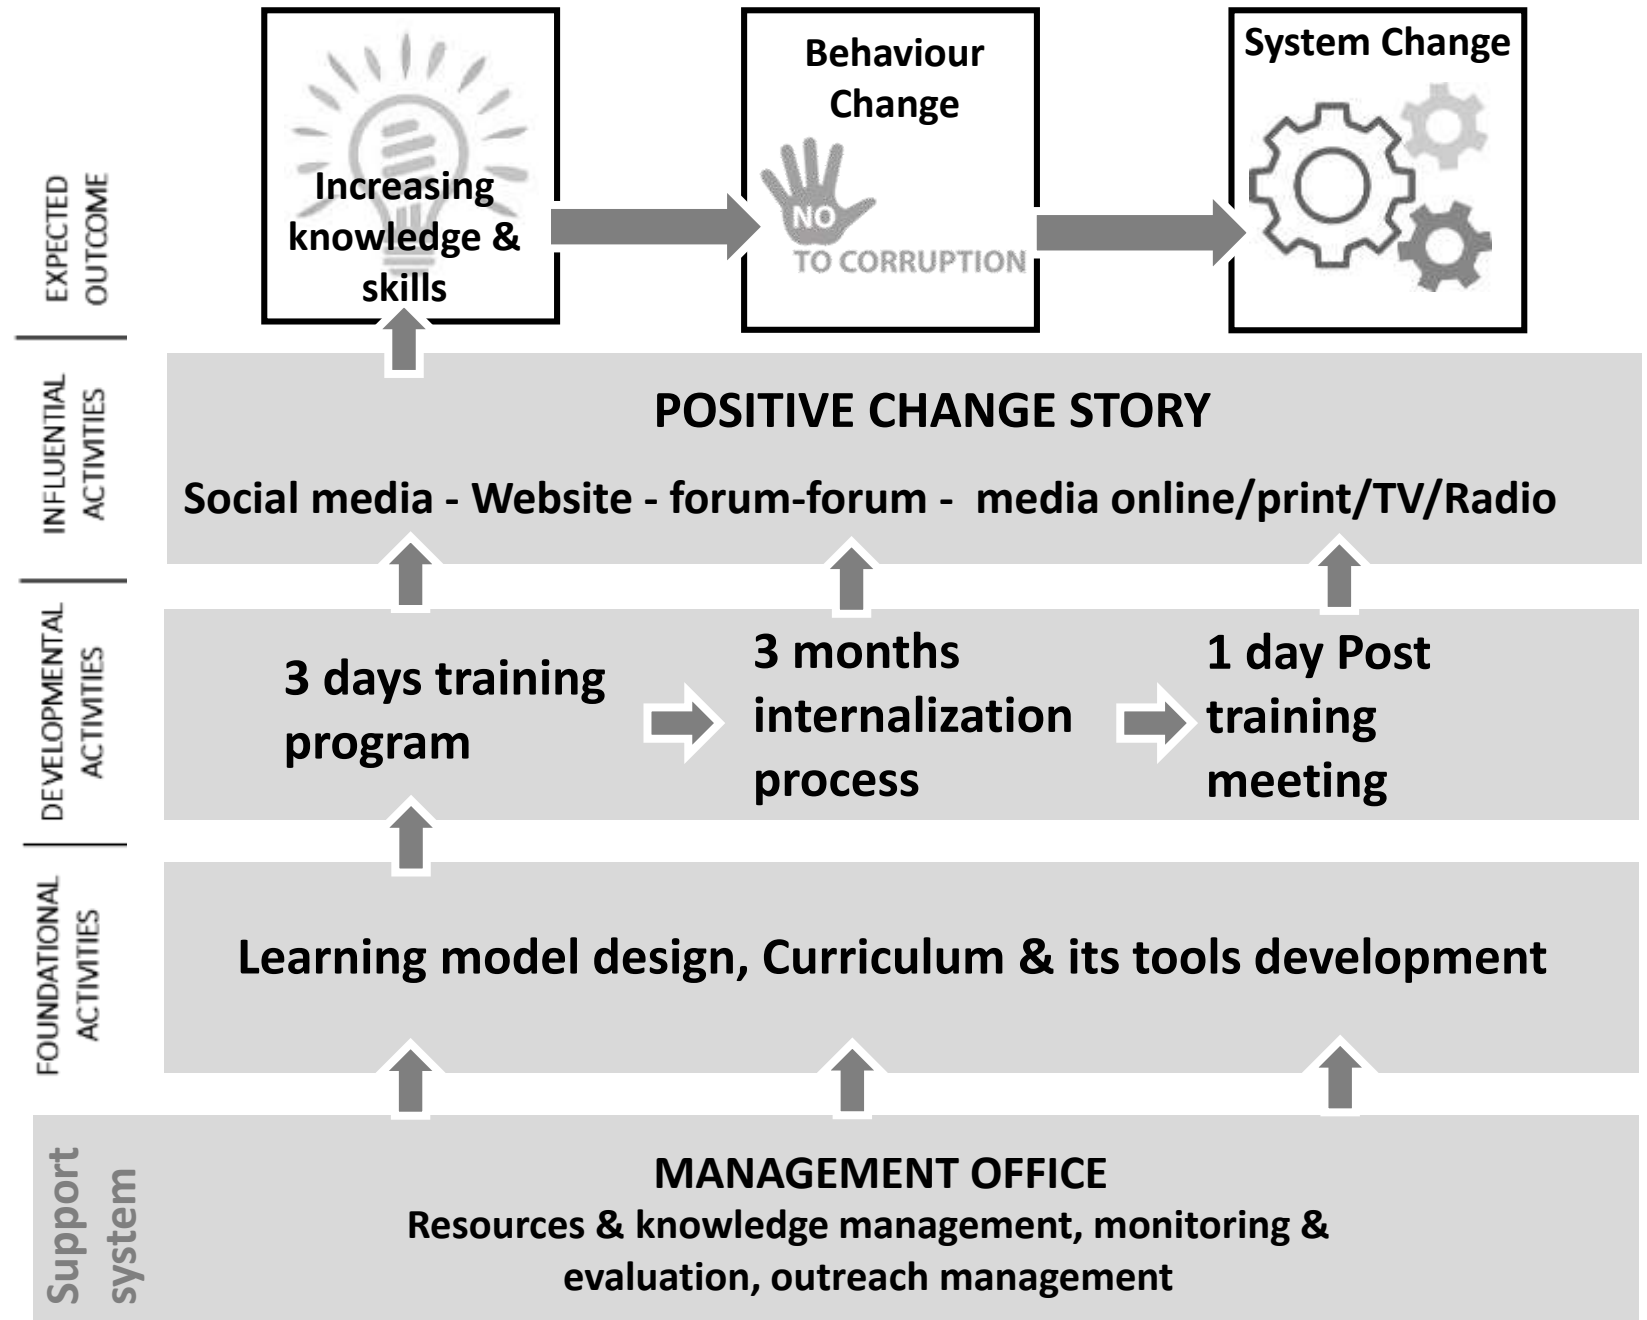 EXPECTED
OUTCOME
Increasing
knowledge &
skills
Behaviour
Change
NO
TO CORRUPTION
System Change
INFLUENTIAL
ACTIVITIES
POSITIVE CHANGE STORY
Social media - Website - forum-forum - media online/print/TV/Radio
DEVELOPMENTAL
ACTIVITIES
3 days training
program
3 months
internalization
process
1 day Post
training
meeting
FOUNDATIONAL
ACTIVITIES
Learning model design, Curriculum & its tools development
Support
system
MANAGEMENT OFFICE
Resources & knowledge management, monitoring &
evaluation, outreach management